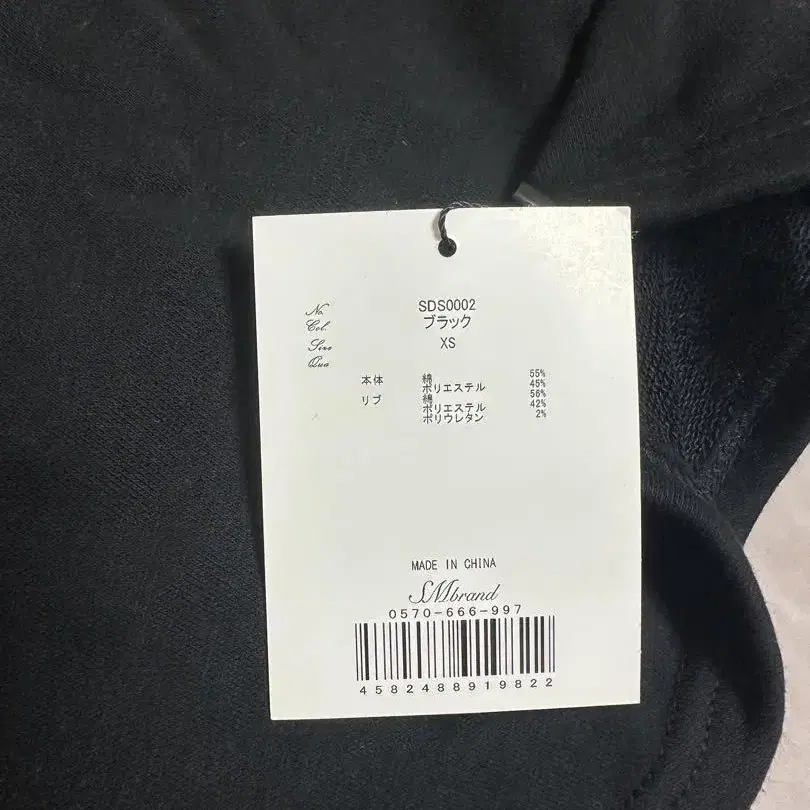 No.
SDS0002
Col.
ブラック
Size
XS
Qua
本体 綿 55%
ポリエステル 45%
リブ 綿 56%
ポリエステル 42%
ポリウレタン 2%
MADE IN CHINA
SMbrand
0570-666-997
4582488919822